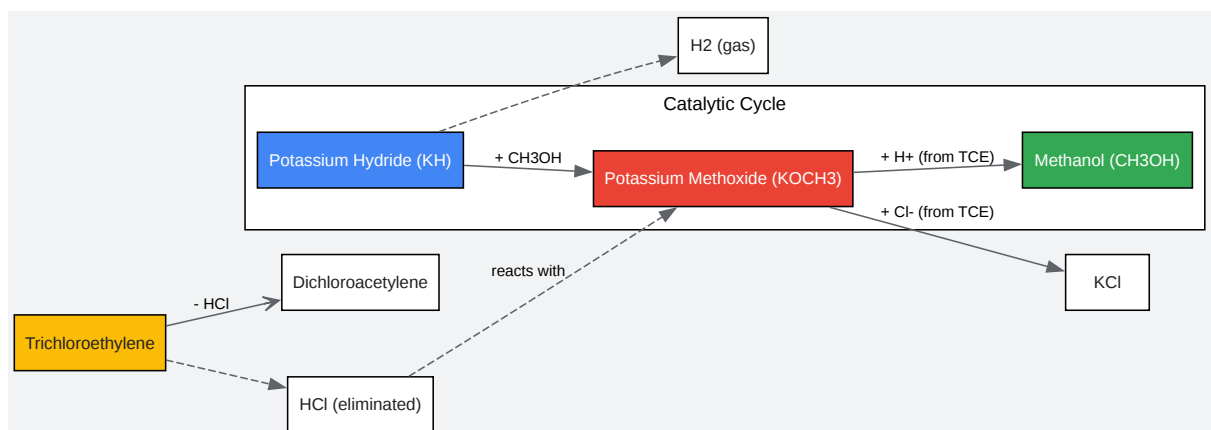 H2 (gas)
Catalytic Cycle
Potassium Hydride (KH)
+ CH3OH
Potassium Methoxide (KOCH3)
+ H+ (from TCE)
Methanol (CH3OH)
+ Cl- (from TCE)
reacts with
Dichloroacetylene
KCl
- HCl
Trichloroethylene
HCl (eliminated)